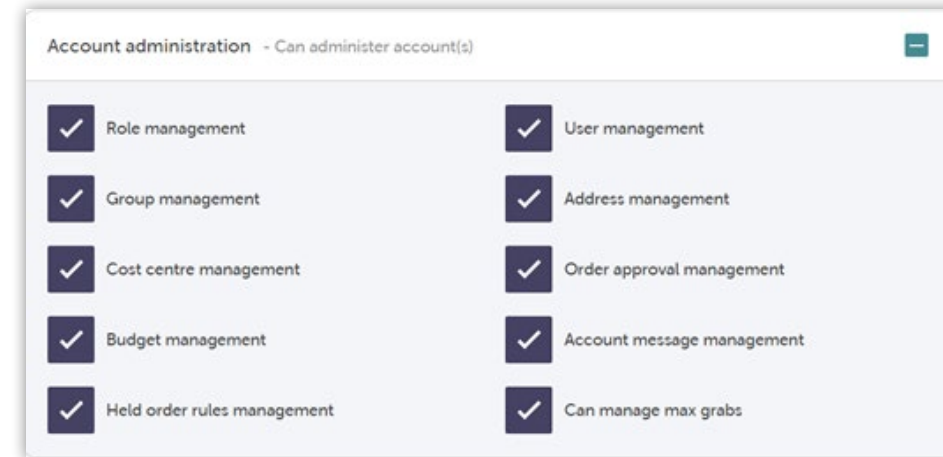 Account administration - Can administer account(s)
Role management
User management
Group management
Address management
Cost centre management
Order approval management
Budget management
Account message management
Held order rules management
Can manage max grabs